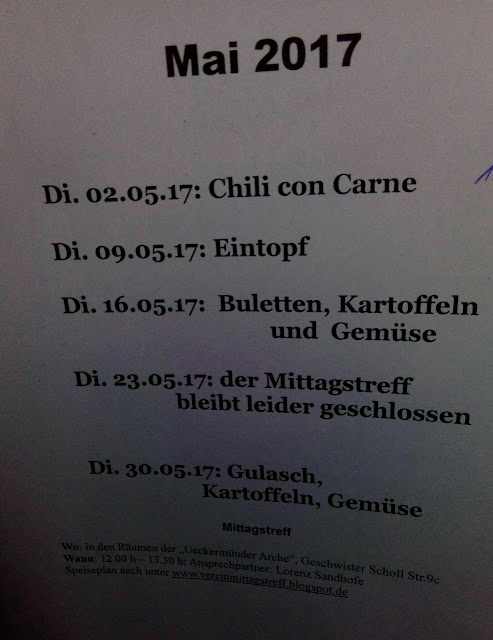 Mai 2017
Di. 02.05.17: Chili con Carne
Di. 09.05.17: Eintopf
Di. 16.05.17: Buletten, Kartoffeln
und Gemüse
Di. 23.05.17: der Mittagstreff
bleibt leider geschlossen
Di. 30.05.17: Gulasch,
Kartoffeln, Gemüse
Mittagstreff
Wo: in den Räumen der „Ueckermünder Arche“, Geschwister Scholl Str.9c
Wann: 12.00 h – 13.30 h; Ansprechpartner: Lorenz Sandhofe
Speiseplan auch unter www.vereinmittagstreff.blogspot.de